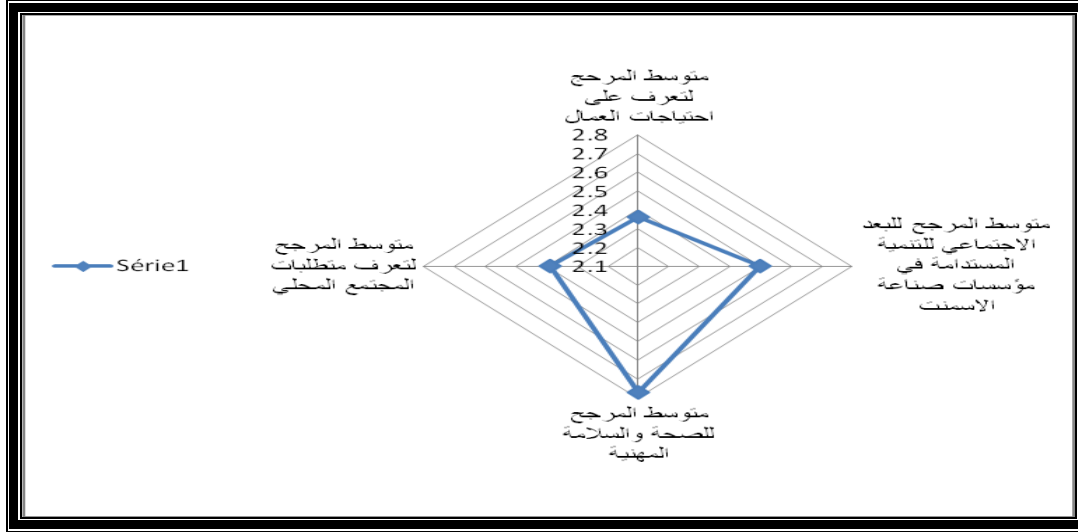 متوسط المرجح
لتعرف على
احتياجات العمال
2.8
2.7
2.6
2.5
2.4
2.3
2.2
2.1
متوسط المرجح للبعد
الاجتماعي للتنمية
المستدامة في
مؤسسات صناعة
الاسمنت
متوسط المرجح
للصحة والسلامة
المهنية
متوسط المرجح
لتعرف متطلبات
المجتمع المحلي
Série1